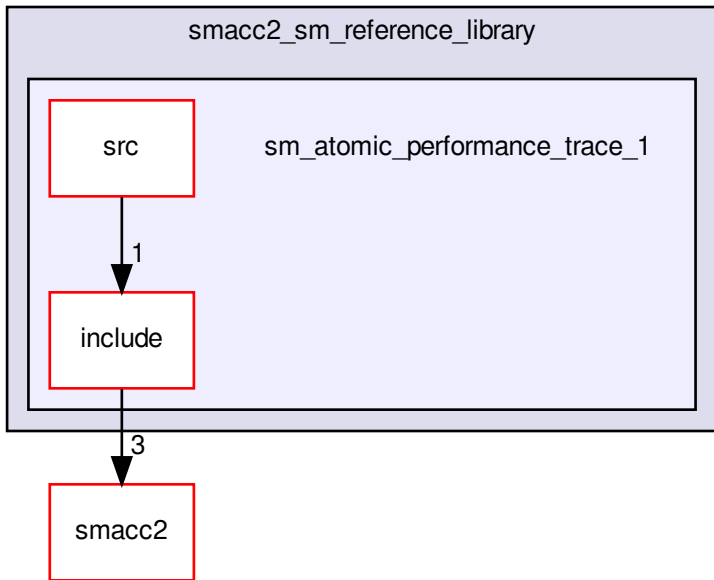 smacc2_sm_reference_library
src
sm_atomic_performance_trace_1
1
include
3
smacc2